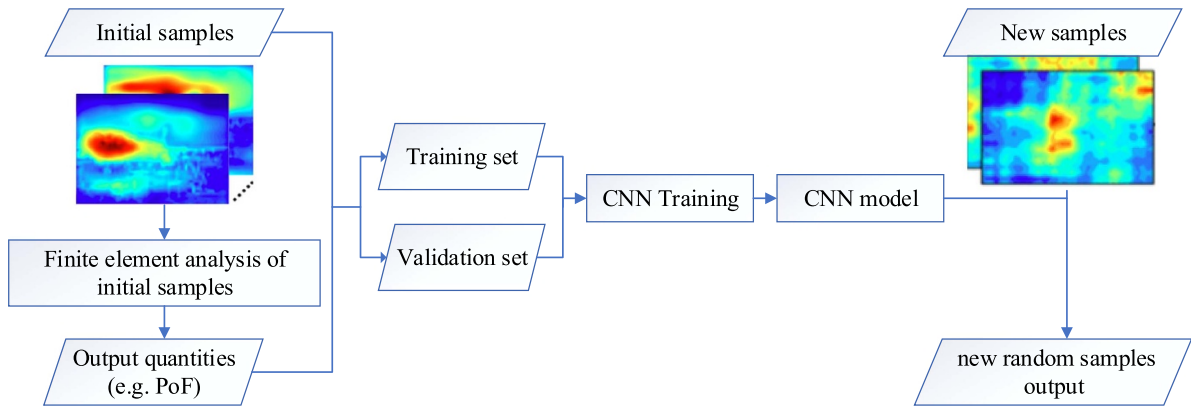 Initial samples
New samples
Training set
CNN Training
CNN model
Validation set
Finite element analysis of
initial samples
Output quantities
(e.g. PoF)
new random samples
output